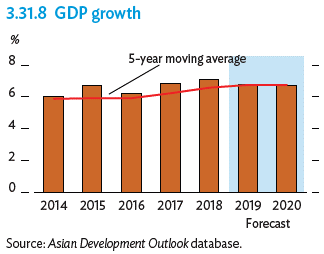 3.31.8 GDP growth
%
5-year moving average
8
6
4
2
0
2014 2015 2016 2017 2018 2019 2020
Forecast
Source: Asian Development Outlook database.